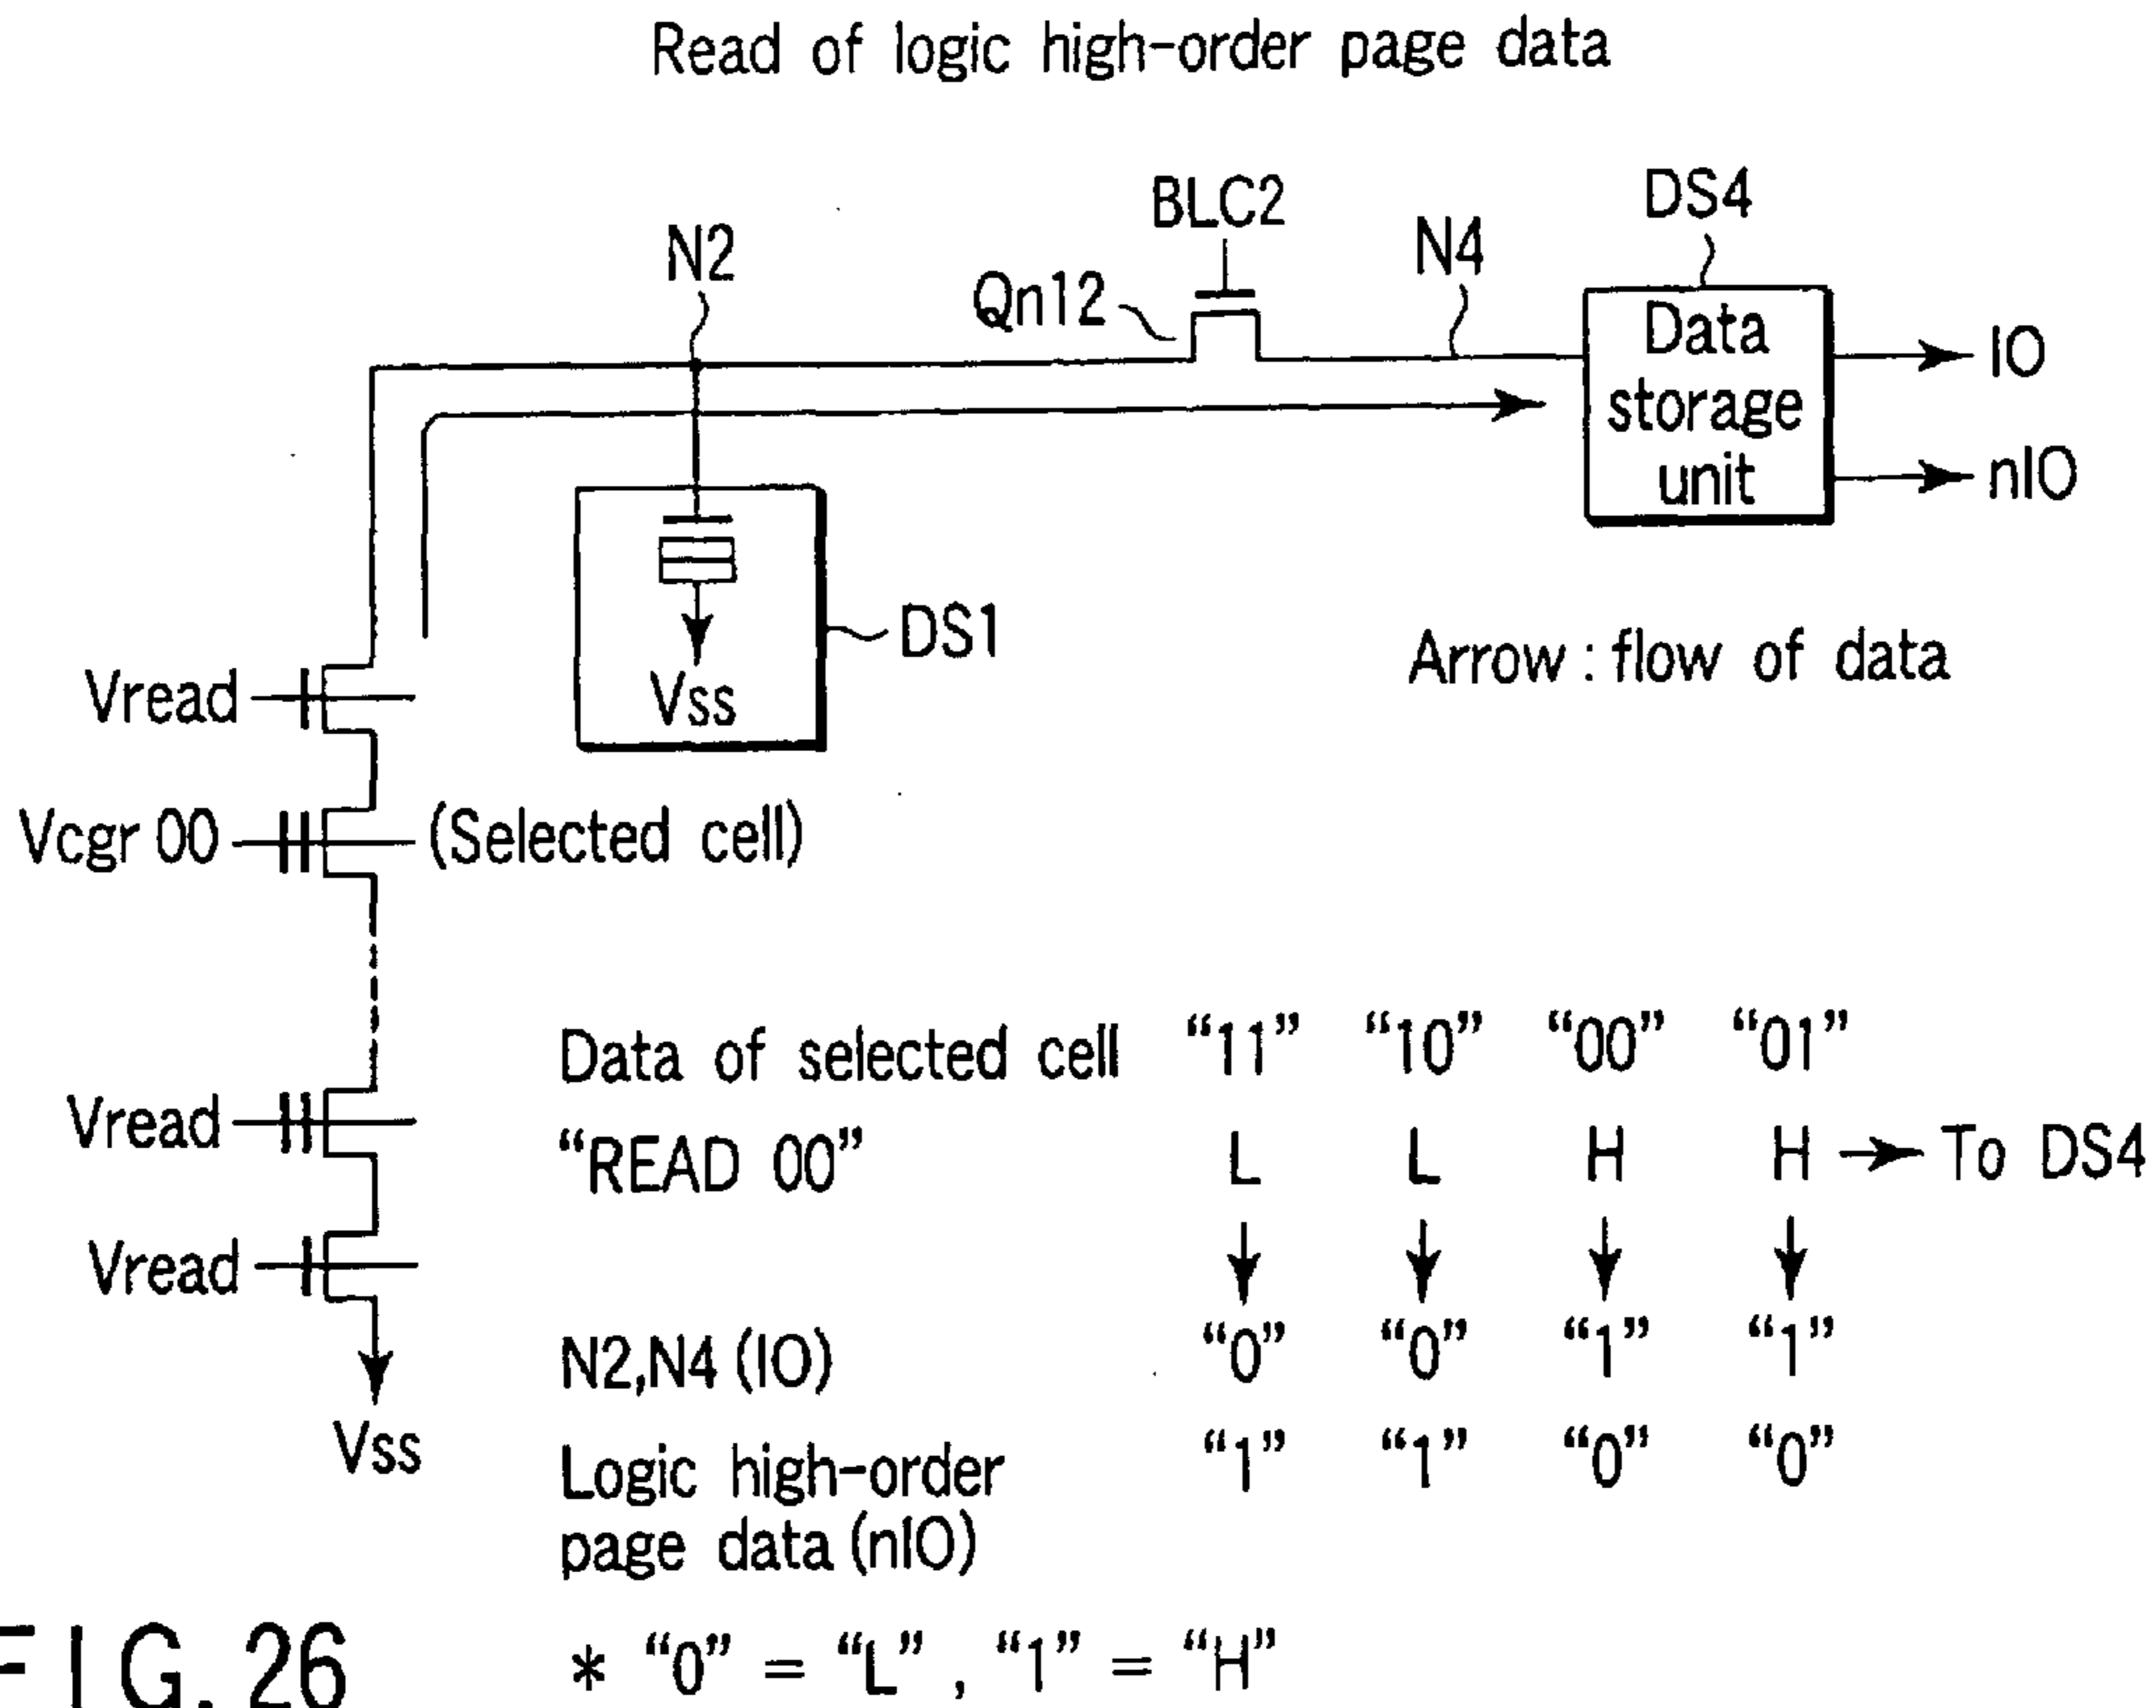 Read of logic high-order page data
BLC2
DS4
N2
N4
Qn12
Data
storage
unit
IO
nIO
DS1
Vss
Arrow : flow of data
Vread
Vcgr 00
(Selected cell)
Data of selected cell "11" "10" "00" "01"
Vread
"READ 00" L L H H To DS4
Vread
N2,N4 (IO) "0" "0" "1" "1"
Vss
Logic high-order "1" "1" "0" "0"
page data (nIO)
FIG. 26
* "0" = "L" , "1" = "H"